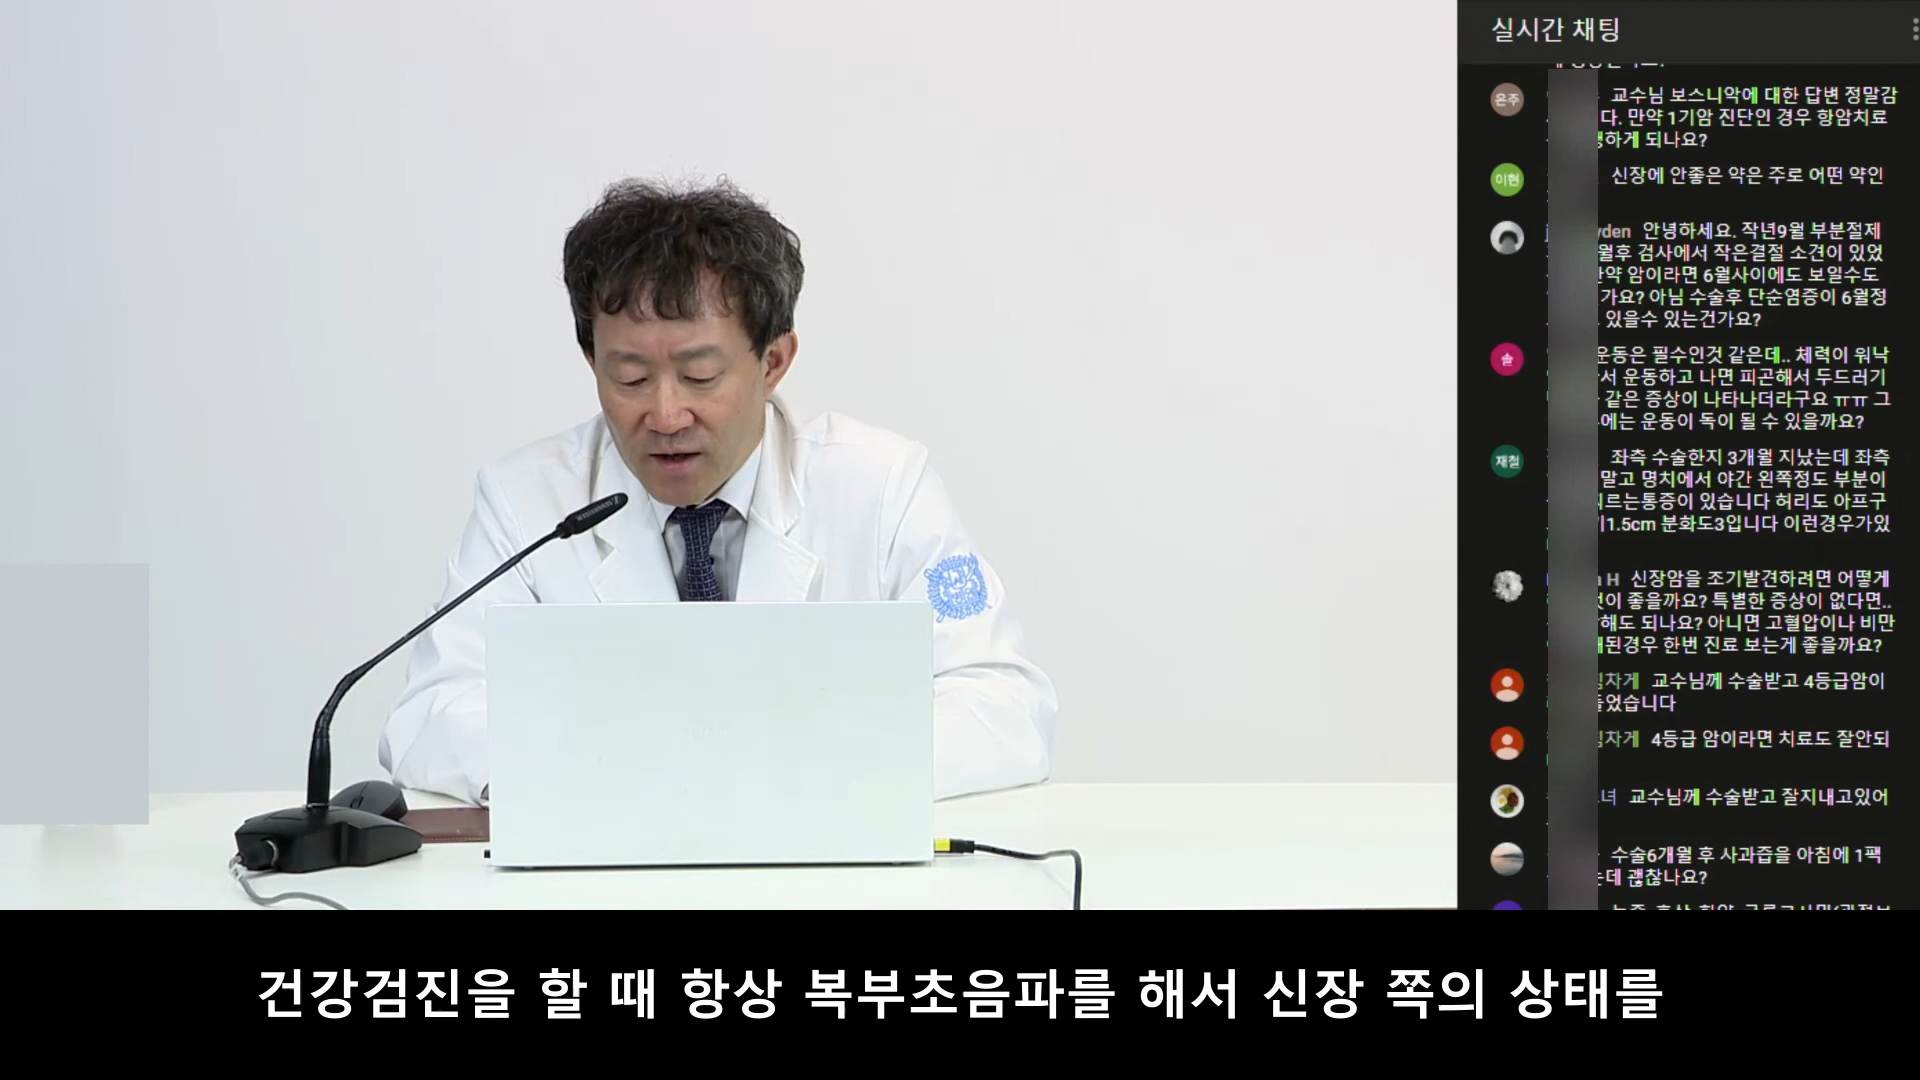 실시간 채팅
은주
교수님 보스니악에 대한 답변 정말감
다. 만약 1기암 진단인 경우 항암치료
하게 되나요?
이현
신장에 안좋은 약은 주로 어떤 약인
yden 안녕하세요. 작년9월 부분절제
월후 검사에서 작은결절 소견이 있었
약 암이라면 6월사이에도 보일수도
가요? 아님 수술후 단순염증이 6월정
있을수 있는건가요?
솔
운동은 필수인것 같은데.. 체력이 워낙
서 운동하고 나면 피곤해서 두드러기
같은 증상이 나타나더라구요 ㅠㅠ 그
에는 운동이 독이 될 수 있을까요?
재철
좌측 수술한지 3개월 지났는데 좌측
말고 명치에서 야간 왼쪽정도 부분이
르는통증이 있습니다 허리도 아프구
1.5cm 분화도3입니다 이런경우가있
H 신장암을 조기발견하려면 어떻게
것이 좋을까요? 특별한 증상이 없다면..
해도 되나요? 아니면 고혈압이나 비만
된경우 한번 진료 보는게 좋을까요?
차게 교수님께 수술받고 4등급암이
들었습니다
차게 4등급 암이라면 치료도 잘안되
녀 교수님께 수술받고 잘지내고있어
수술6개월 후 사과즙을 아침에 1팩
는데 괜찮나요?
건강검진을 할 때 항상 복부초음파를 해서 신장 쪽의 상태를